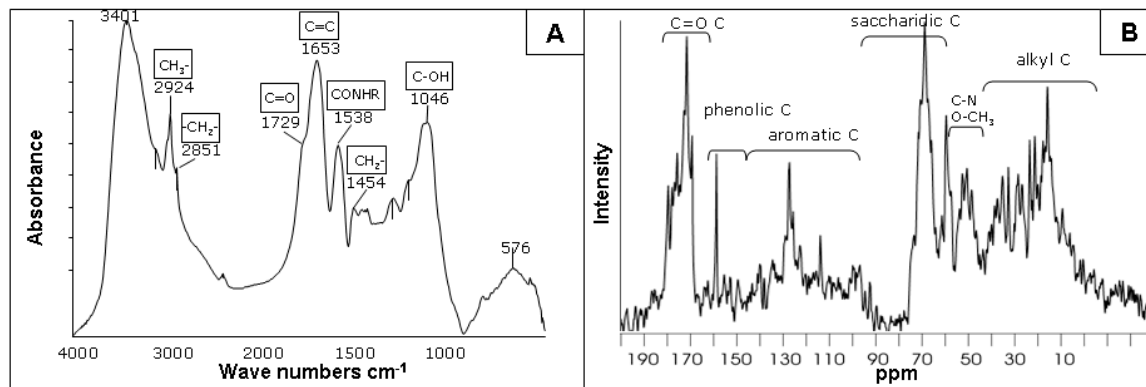 A
3401
CH3-
2924
-CH2-
2851
C=O
1729
C=C
1653
CONHR
1538
CH2-
1454
C-OH
1046
576
Absorbance
4000 3000 2000 1500 1000
Wave numbers cm-1
B
C=O C
saccharidic C
alkyl C
phenolic C
C-N
O-CH3
aromatic C
Intensity
190 170 150 130 110 90 70 50 30 10
ppm